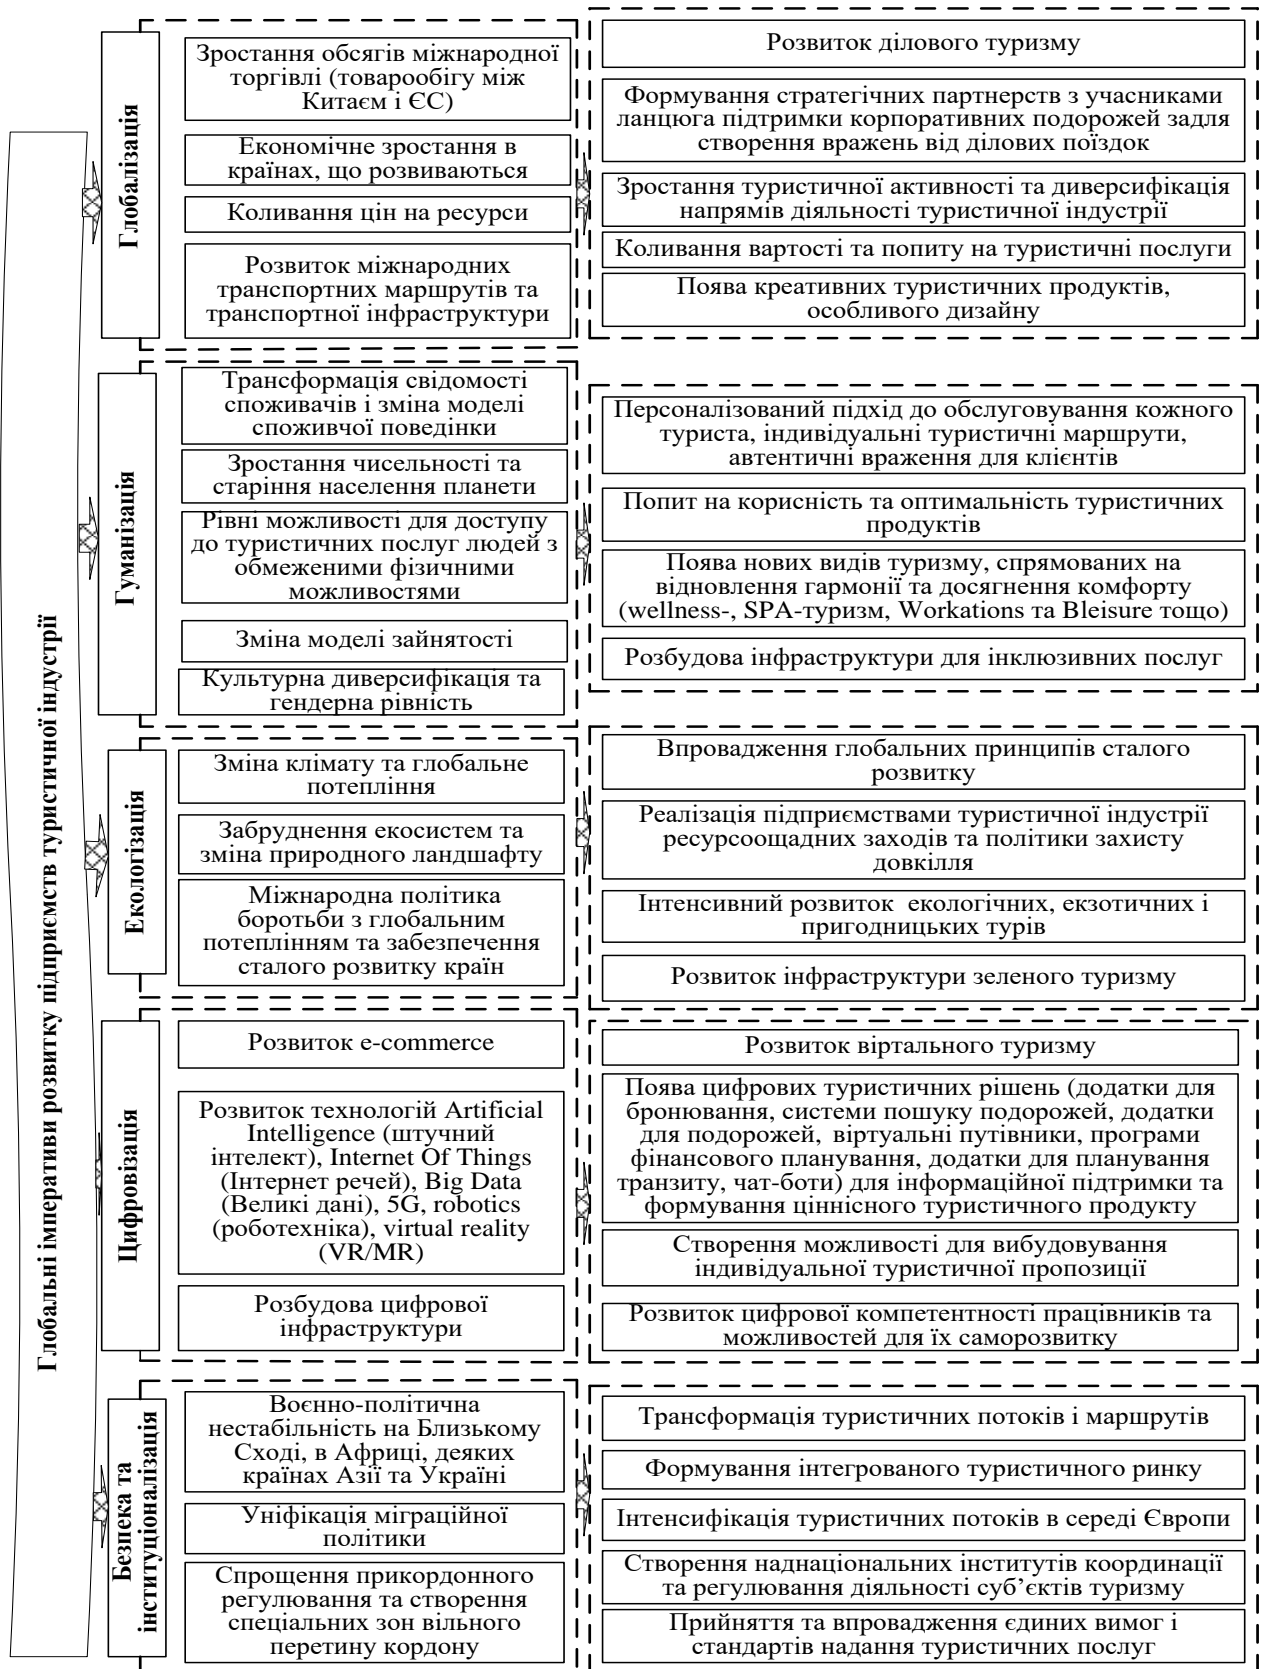 Глобальні імперативи розвитку підприємств туристичної індустрії
Глобалізація
Зростання обсягів міжнародної
торгівлі (товарообігу між
Китаєм і ЄС)
Економічне зростання в
країнах, що розвиваються
Коливання цін на ресурси
Розвиток міжнародних
транспортних маршрутів та
транспортної інфраструктури
Розвиток ділового туризму
Формування стратегічних партнерств з учасниками
ланцюга підтримки корпоративних подорожей задля
створення вражень від ділових поїздок
Зростання туристичної активності та диверсифікація
напрямів діяльності туристичної індустрії
Коливання вартості та попиту на туристичні послуги
Поява креативних туристичних продуктів,
особливого дизайну
Гуманізація
Трансформація свідомості
споживачів і зміна моделі
споживчої поведінки
Зростання чисельності та
старіння населення планети
Рівні можливості для доступу
до туристичних послуг людей з
обмеженими фізичними
можливостями
Зміна моделі зайнятості
Культурна диверсифікація та
гендерна рівність
Персоналізований підхід до обслуговування кожного
туриста, індивідуальні туристичні маршрути,
автентичні враження для клієнтів
Попит на корисність та оптимальність туристичних
продуктів
Поява нових видів туризму, спрямованих на
відновлення гармонії та досягнення комфорту
(wellness-, SPA-туризм, Workations та Bleisure тощо)
Розбудова інфраструктури для інклюзивних послуг
Екологізація
Зміна клімату та глобальне
потепління
Забруднення екосистем та
зміна природного ландшафту
Міжнародна політика
боротьби з глобальним
потеплінням та забезпечення
сталого розвитку країн
Впровадження глобальних принципів сталого
розвитку
Реалізація підприємствами туристичної індустрії
ресурсоощадних заходів та політики захисту
довкілля
Інтенсивний розвиток екологічних, екзотичних і
пригодницьких турів
Розвиток інфраструктури зеленого туризму
Цифровізація
Розвиток e-commerce
Розвиток технологій Artificial
Intelligence (штучний
інтелект), Internet Of Things
(Інтернет речей), Big Data
(Великі дані), 5G, robotics
(роботехніка), virtual reality
(VR/MR)
Розбудова цифрової
інфраструктури
Розвиток віртального туризму
Поява цифрових туристичних рішень (додатки для
бронювання, системи пошуку подорожей, додатки
для подорожей, віртуальні путівники, програми
фінансового планування, додатки для планування
транзиту, чат-боти) для інформаційної підтримки та
формування ціннісного туристичного продукту
Створення можливості для вибудовування
індивідуальної туристичної пропозиції
Розвиток цифрової компетентності працівників та
можливостей для їх саморозвитку
Безпека та
інституціоналізація
Воєнно-політична
нестабільність на Близькому
Сході, в Африці, деяких
країнах Азії та Україні
Уніфікація міграційної
політики
Спрощення прикордонного
регулювання та створення
спеціальних зон вільного
перетину кордону
Трансформація туристичних потоків і маршрутів
Формування інтегрованого туристичного ринку
Інтенсифікація туристичних потоків в середі Європи
Створення наднаціональних інститутів координації
та регулювання діяльності суб’єктів туризму
Прийняття та впровадження єдиних вимог і
стандартів надання туристичних послуг